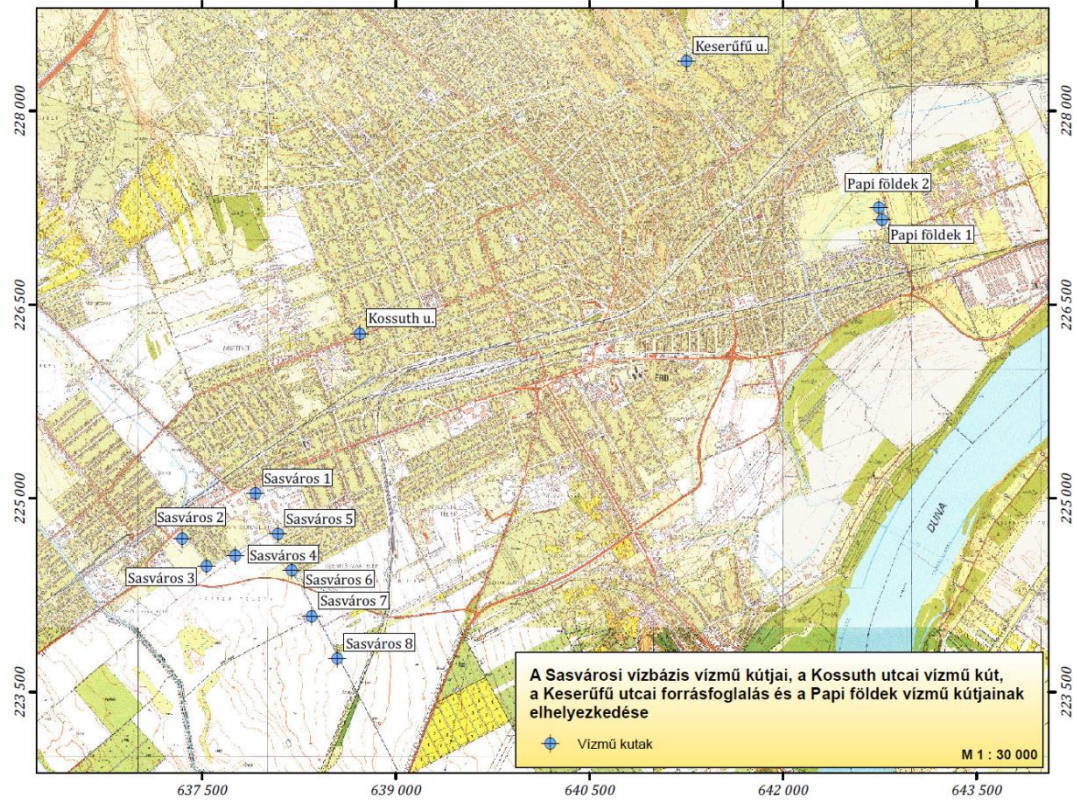 Keserűfű u.
228 000
228 000
Papi földek 2
Papi földek 1
226 500
226 500
Kossuth u.
ÉRD
Sasváros 1
225 000
225 000
Sasváros 2
Sasváros 5
DUNA
Sasváros 4
Sasváros 3
Sasváros 6
Sasváros 7
Sasváros 8
223 500
223 500
A Sasvárosi vízbázis vízmű kútjai, a Kossuth utcai vízmű kút,
a Keserűfű utcai forrásfoglalás és a Papi földek vízmű kútjainak
elhelyezkedése
Vízmű kutak
M 1 : 30 000
637 500
639 000
640 500
642 000
643 500